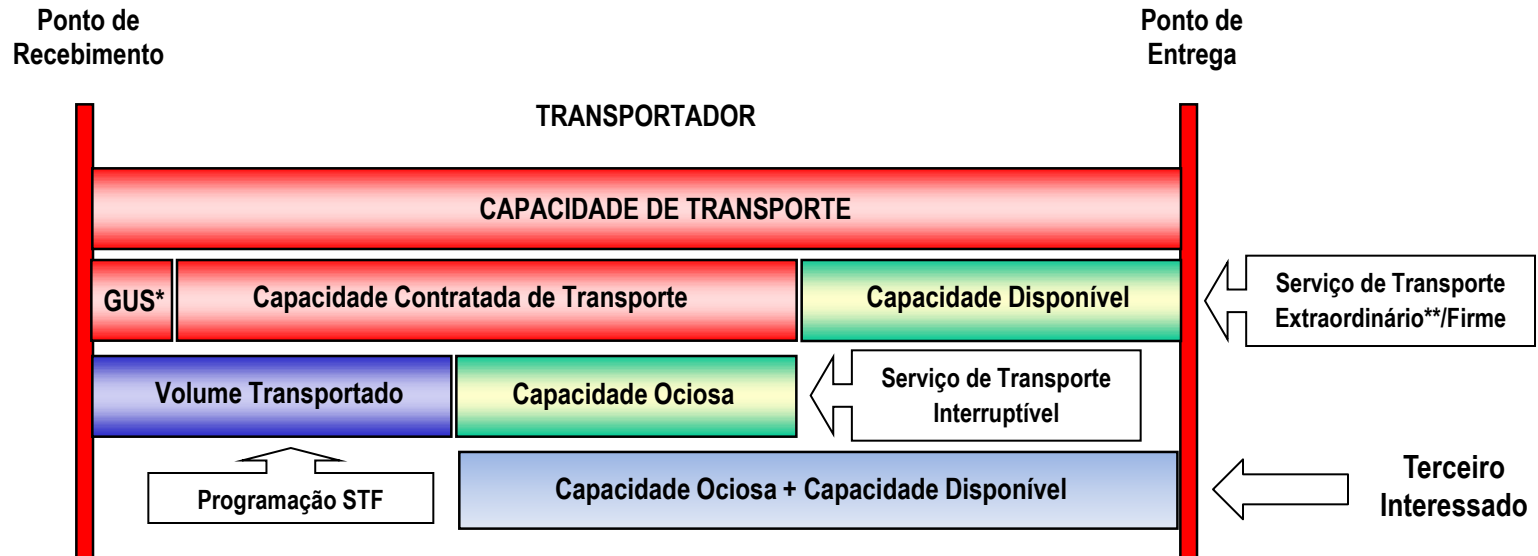 Ponto de
Recebimento
Ponto de
Entrega
TRANSPORTADOR
CAPACIDADE DE TRANSPORTE
GUS*
Capacidade Contratada de Transporte
Capacidade Disponível
Serviço de Transporte
Extraordinário**/Firme
Volume Transportado
Capacidade Ociosa
Serviço de Transporte
Interruptível
Programação STF
Capacidade Ociosa + Capacidade Disponível
Terceiro
Interessado